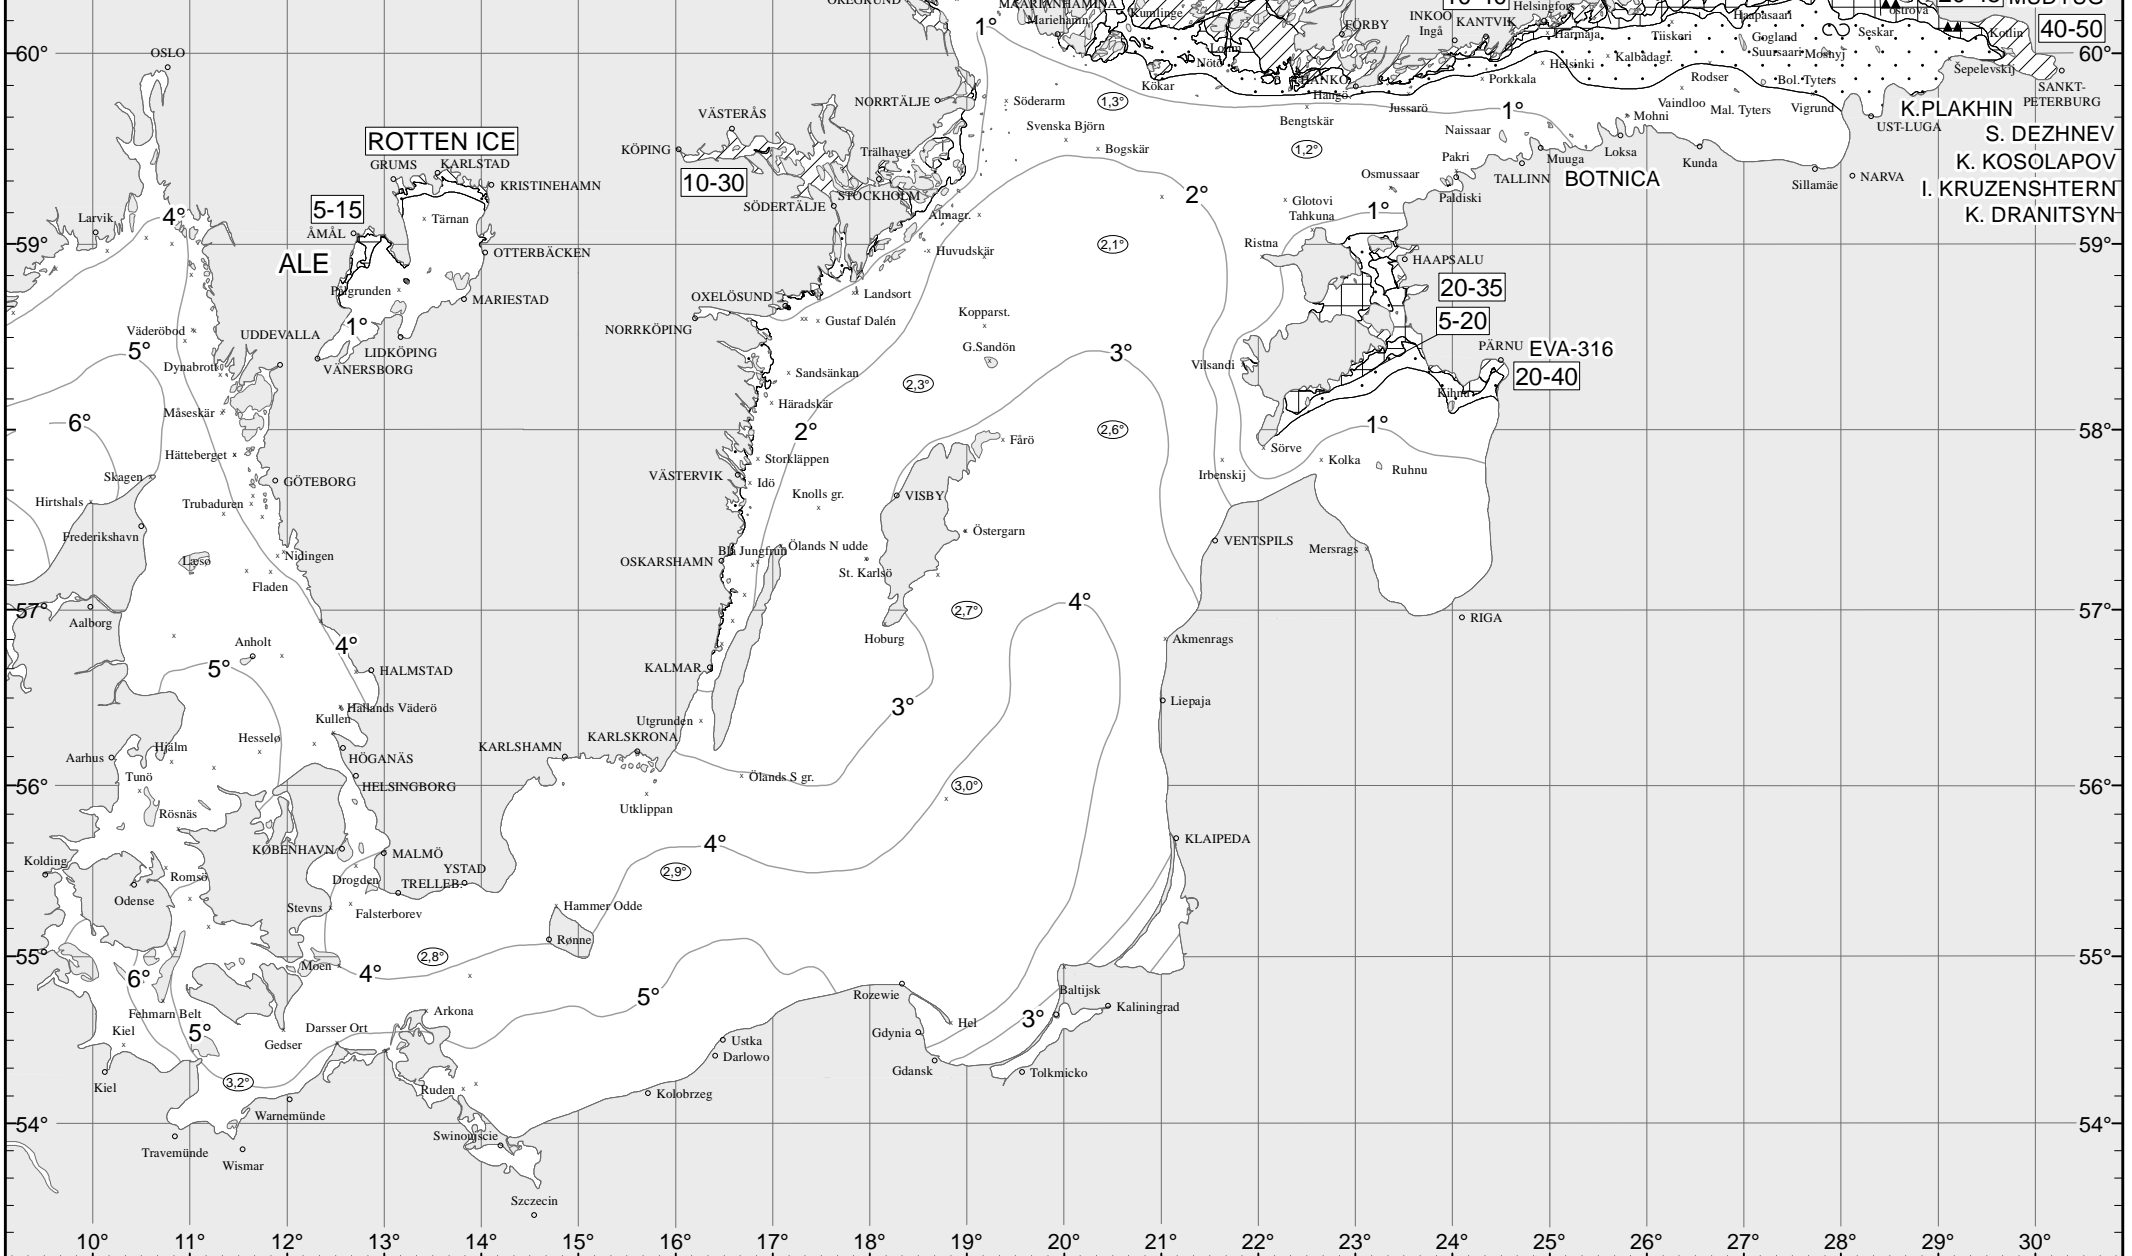 MARIEHAMN
Mariehamn
Kumlinge
FÖRBY
INKOO
Ingå
KANTVIK
Helsingfors
Haapasaari
ostrova
60°
OSLO
Lohm
Nötö
HANKO
Hangö
Kökar
Jussarö
Porkkala
Harmaja
Helsinki
Tiiskeri
Kalbådagr.
Rodser
Gogland
Suursaari
Moshyj
Bol. Tyters
Seskar
Kotlin
40-50
60°
Šepelevskij
SANKT-
PETERBURG
1°
NORRTÄLJE
Söderarm
1,3°
1°
Vaindloo
Mal. Tyters
Vigrund
K.PLAKHIN
UST-LUGA
VÄSTERÅS
Svenska Björn
Bengtskär
Naissaar
Mohni
S. DEZHNEV
ROTTEN ICE
KÖPING
Trälhavet
Bogskär
1,2°
Pakri
Muuga
Loksa
Kunda
K. KOSOLAPOV
GRUMS
KARLSTAD
KRISTINEHAMN
10-30
Osmussaar
TALLINN
BOTNICA
Sillamäe
NARVA
I. KRUZENSHTERN
5-15
SÖDERTÄLJE
STOCKHOLM
2°
Glotovi
Tahkuna
1°
Paldiski
K. DRANITSYN
Larvik
4°
ÅMÅL
Tärnan
Almagr.
59°
ALE
OTTERBÄCKEN
Huvudskär
2,1°
Ristna
HAAPSALU
59°
Pålgrunden
MARIESTAD
OXELÖSUND
Landsort
20-35
Väderöbod
UDDEVALLA
1°
LIDKÖPING
NORRKÖPING
Gustaf Dalén
Kopparst.
5-20
5°
Dynabrott
VÄNERSBORG
G.Sandön
3°
Vilsandi
PÄRNU
EVA-316
Sandsänkan
2,3°
20-40
6°
Måseskär
Häradskär
Kihnu
2°
2,6°
1°
58°
Hätteberget
Storkläppen
Fårö
Sörve
Kolka
Ruhnu
Skagen
GÖTEBORG
VÄSTERVIK
Idö
Irbenskij
Hirtshals
Trubaduren
Knolls gr.
VISBY
Frederikshavn
Östergarn
VENTSPILS
Mersrags
Læsø
Nidingen
Blå Jungfrun
Ölands N udde
OSKARSHAMN
St. Karlsö
Fladen
57°
57°
Aalborg
2,7°
4°
RIGA
Anholt
4°
Hoburg
Akmenrags
5°
HALMSTAD
KALMAR
3°
Liepaja
Hallands Väderö
Kullen
Utgrunden
Hesselø
KARLSKRONA
Hjälm
KARLSHAMN
Aarhus
HÖGANÄS
Tunö
Ölands S gr.
56°
HELSINGBORG
3,0°
56°
Rösnäs
Utklippan
KØBENHAVN
MALMÖ
4°
KLAIPEDA
Kolding
YSTAD
Romsö
Drogden
TRELLEB.
2,9°
Odense
Stevns
Falsterborev
Hammer Odde
Rønne
55°
Moen
2,8°
55°
6°
4°
5°
Rozewie
Baltijsk
Kaliningrad
Fehmarn Belt
Arkona
Kiel
5°
Darsser Ort
Hel
3°
Gedser
Gdynia
Ustka
Darlowo
Gdansk
Tolkmicko
Kiel
3,2°
Ruden
Kolobrzeg
Warnemünde
54°
54°
Swinoujscie
Travemünde
Wismar
Szczecin
10° 11° 12° 13° 14° 15° 16° 17° 18° 19° 20° 21° 22° 23° 24° 25° 26° 27° 28° 29° 30°